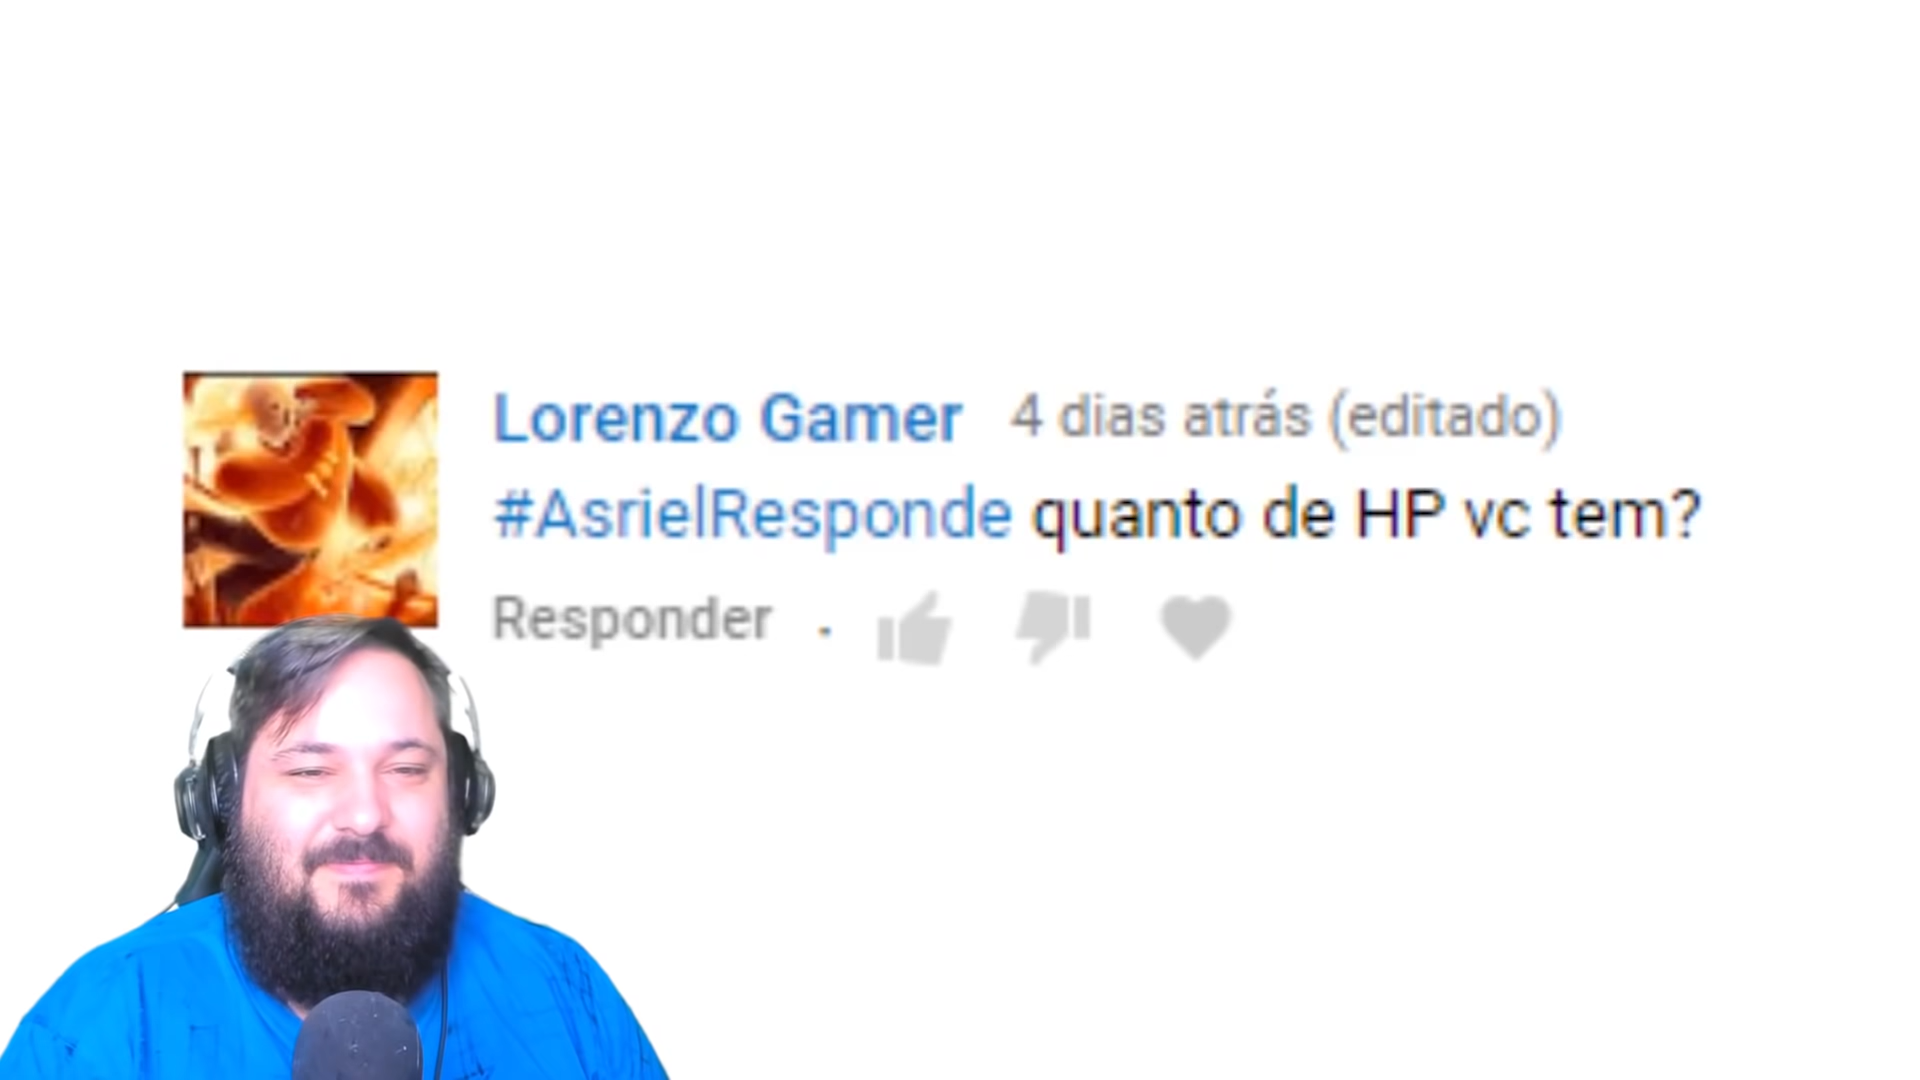 Lorenzo Gamer 4 dias atrás (editado)
#AsrielResponde quanto de HP vc tem?
Responder